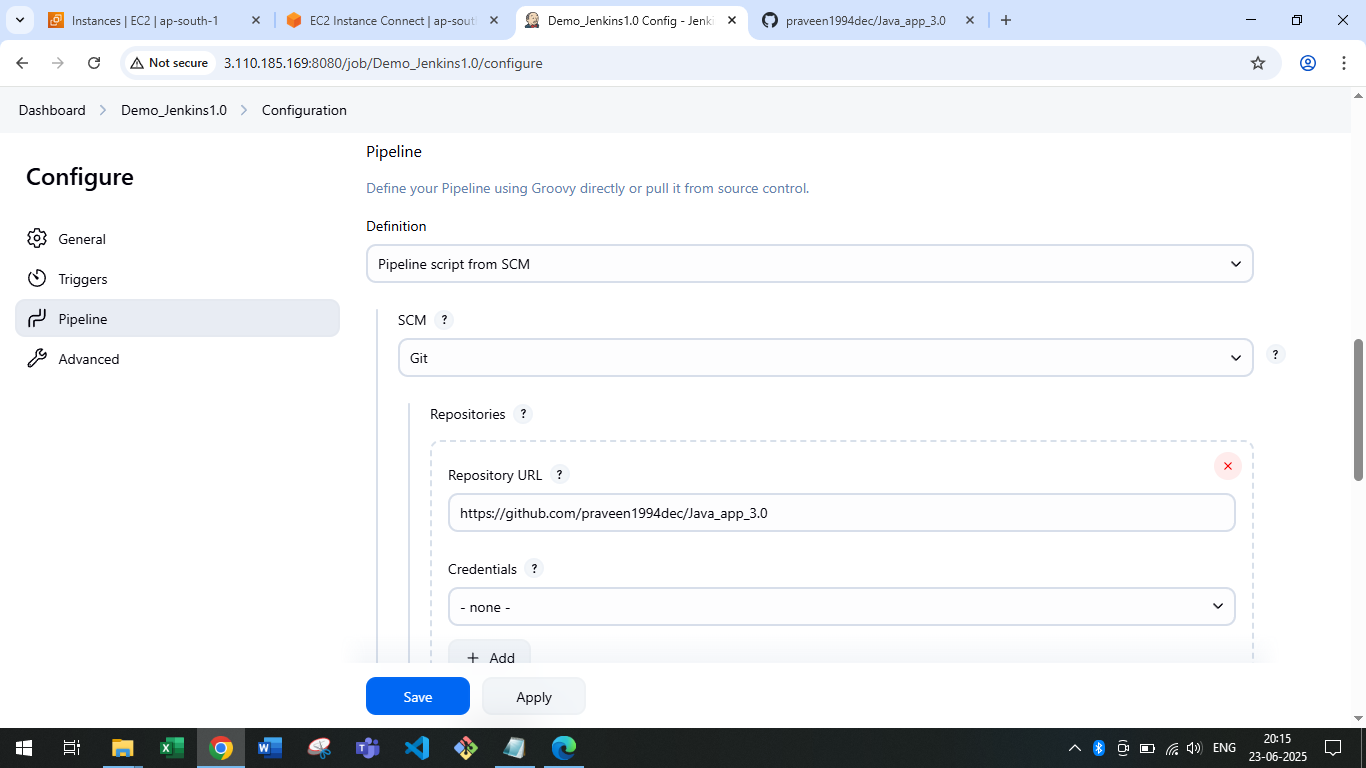 Instances | EC2 | ap-south-1
EC2 Instance Connect | ap-sout
Demo_Jenkins1.0 Config - Jenki
praveen1994dec/Java_app_3.0
Not secure
3.110.185.169:8080/job/Demo_Jenkins1.0/configure
Dashboard
Demo_Jenkins1.0
Configuration
Configure
General
Triggers
Pipeline
Advanced
Pipeline
Define your Pipeline using Groovy directly or pull it from source control.
Definition
Pipeline script from SCM
SCM ?
Git
?
Repositories ?
Repository URL ?
https://github.com/praveen1994dec/Java_app_3.0
Credentials ?
- none -
+ Add
Save
Apply
ENG
20:15
23-06-2025